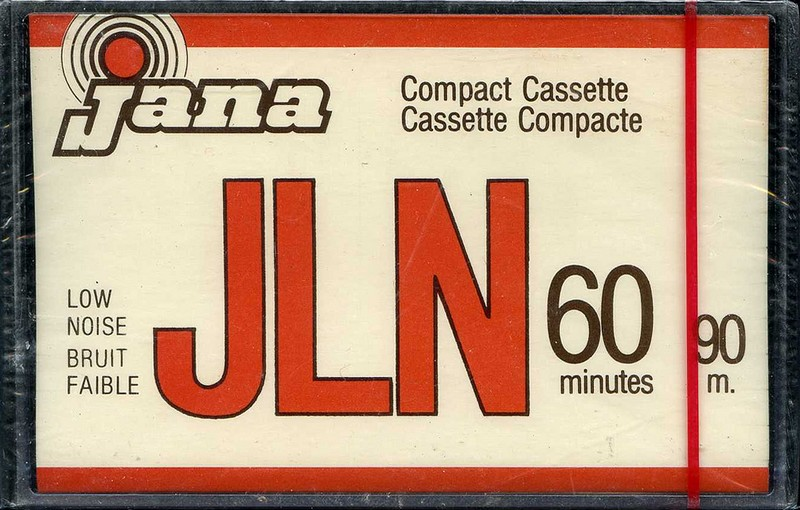 jana
Compact Cassette
Cassette Compacte
JLN
60
minutes
90
m.
LOW
NOISE
BRUIT
FAIBLE